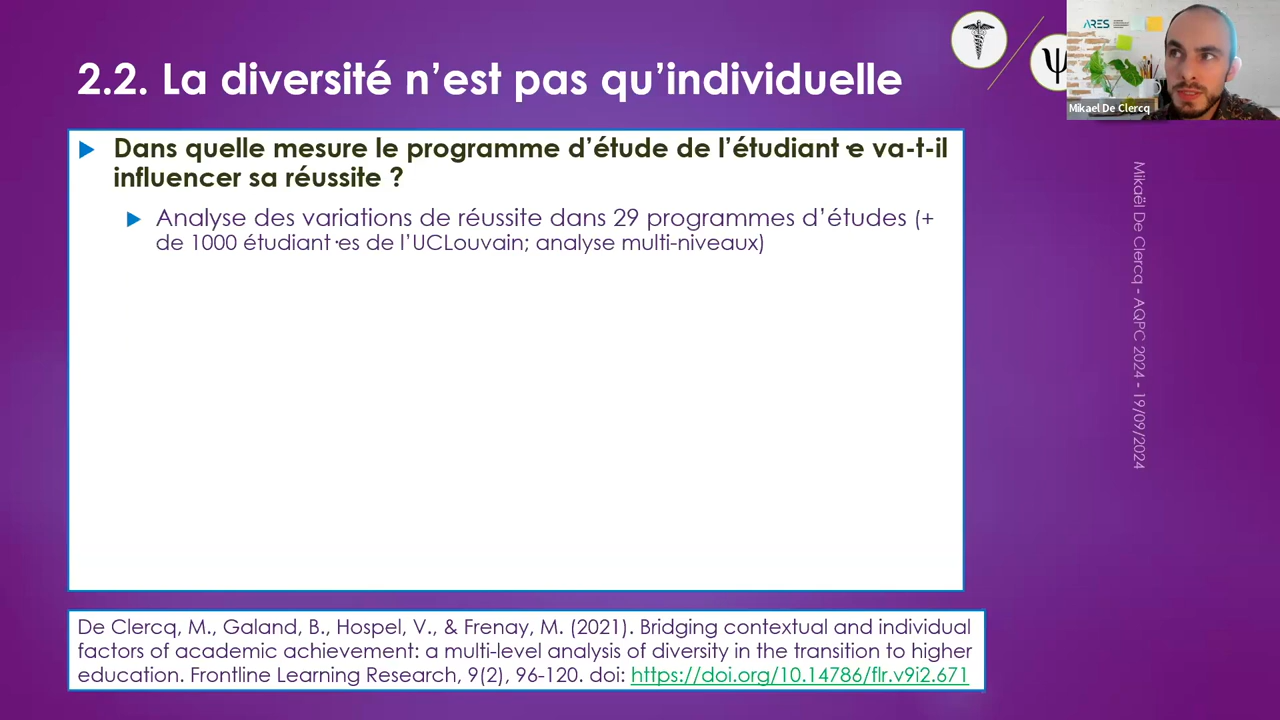 2.2. La diversité n’est pas qu’individuelle
ψ
ARES
Mikael De Clercq
Dans quelle mesure le programme d’étude de l’étudiant·e va-t-il
influencer sa réussite ?
Analyse des variations de réussite dans 29 programmes d’études (+
de 1000 étudiant·es de l’UCLouvain; analyse multi-niveaux)
Mikaël De Clercq - AQPC 2024 - 19/09/2024
De Clercq, M., Galand, B., Hospel, V., & Frenay, M. (2021). Bridging contextual and individual
factors of academic achievement: a multi-level analysis of diversity in the transition to higher
education. Frontline Learning Research, 9(2), 96-120. doi: https://doi.org/10.14786/flr.v9i2.671